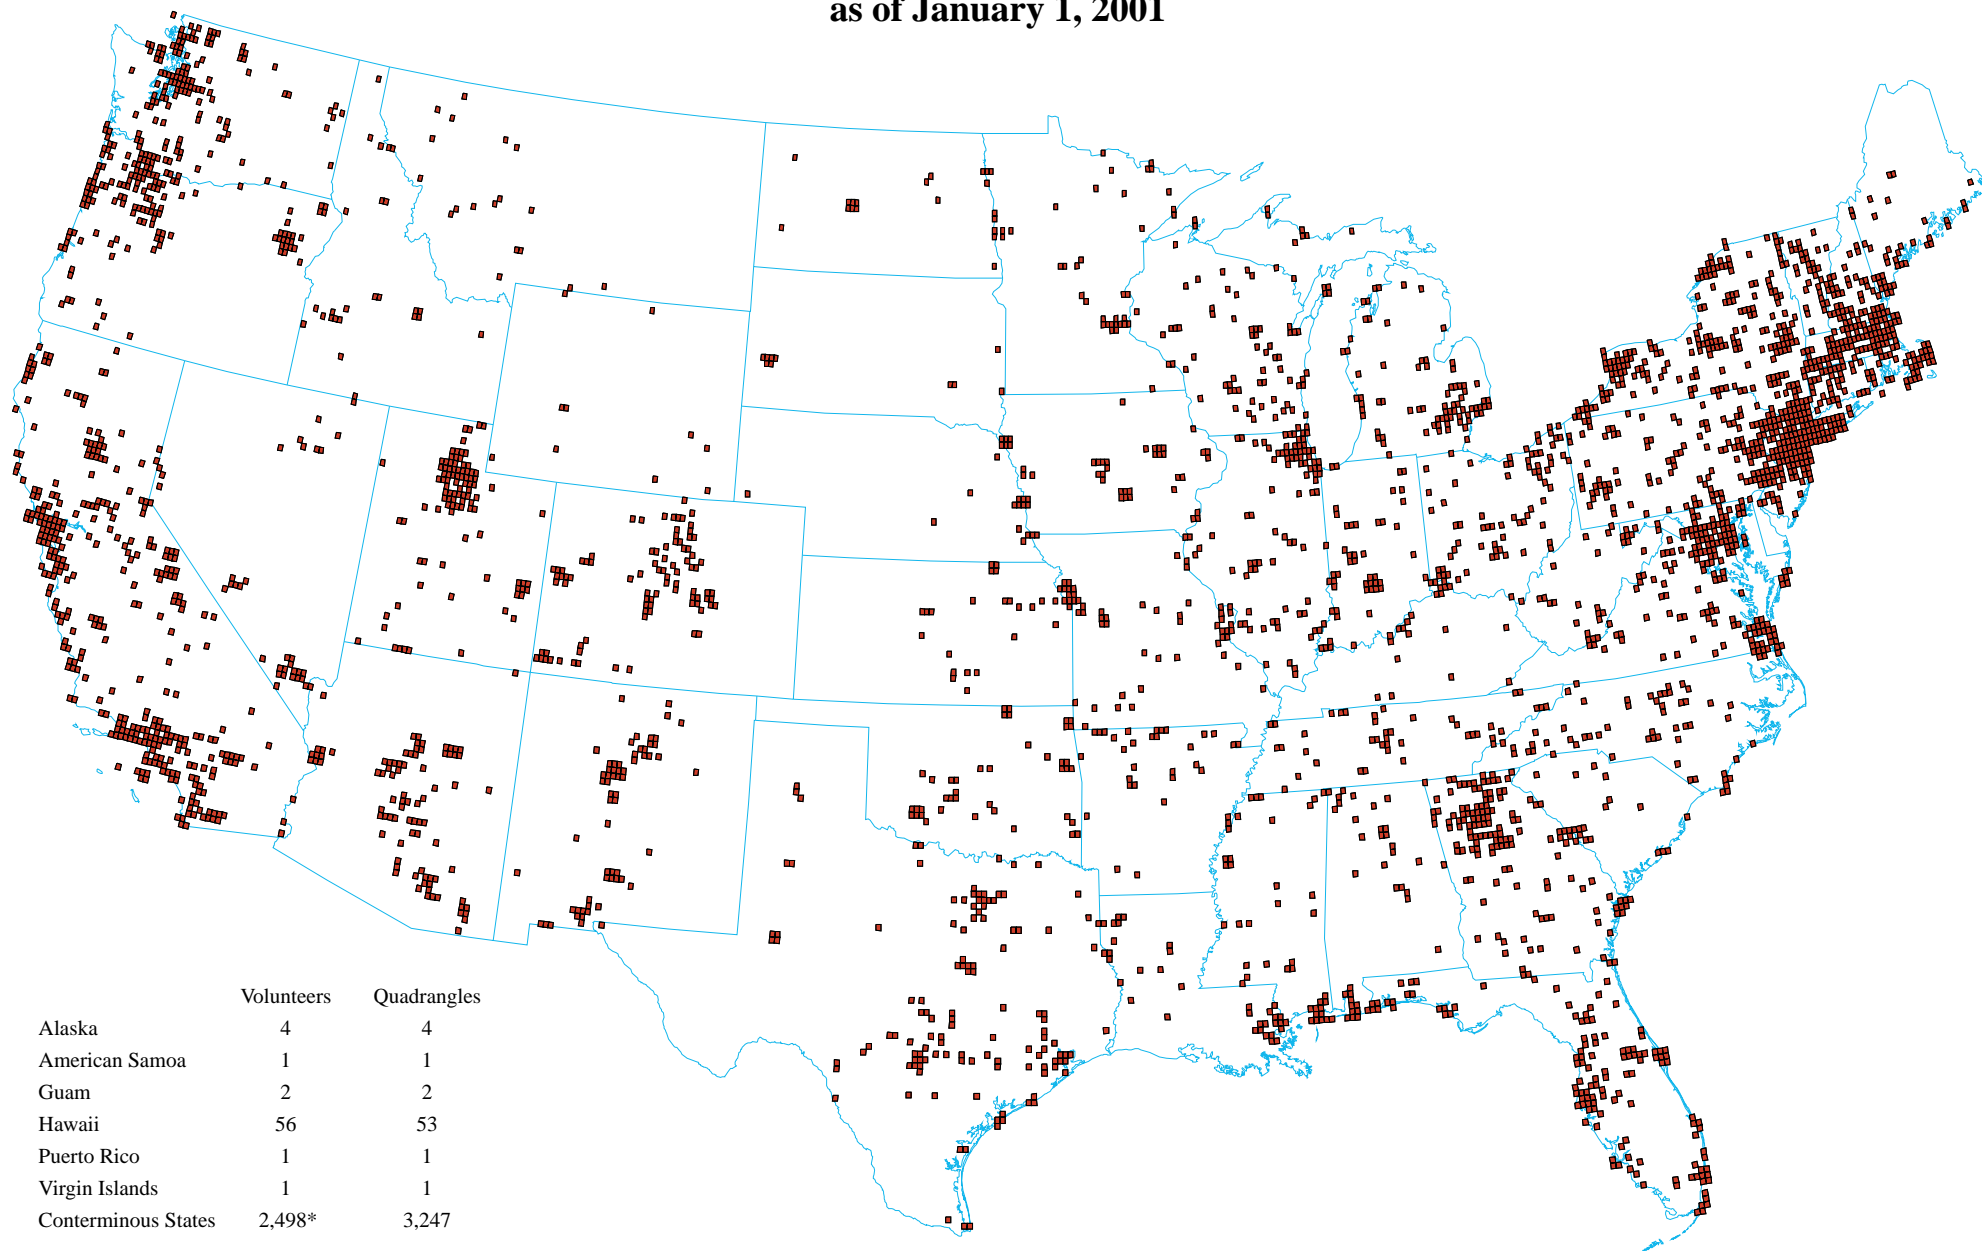 as of January 1, 2001
Volunteers Quadrangles
Alaska 4 4
American Samoa 1 1
Guam 2 2
Hawaii 56 53
Puerto Rico 1 1
Virgin Islands 1 1
Conterminous States 2,498* 3,247